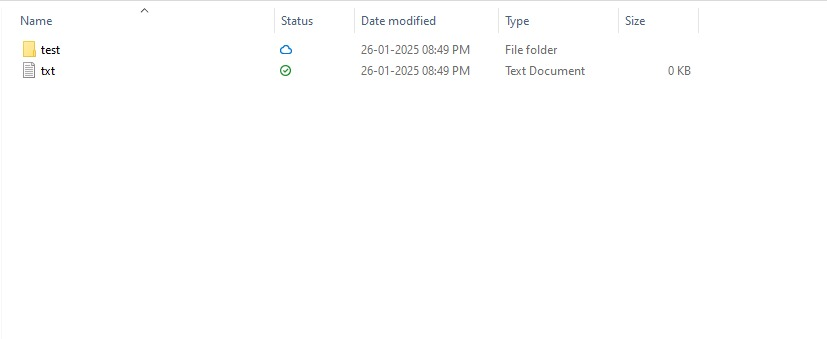 Name Status Date modified Type Size
test 26-01-2025 08:49 PM File folder
txt 26-01-2025 08:49 PM Text Document 0 KB